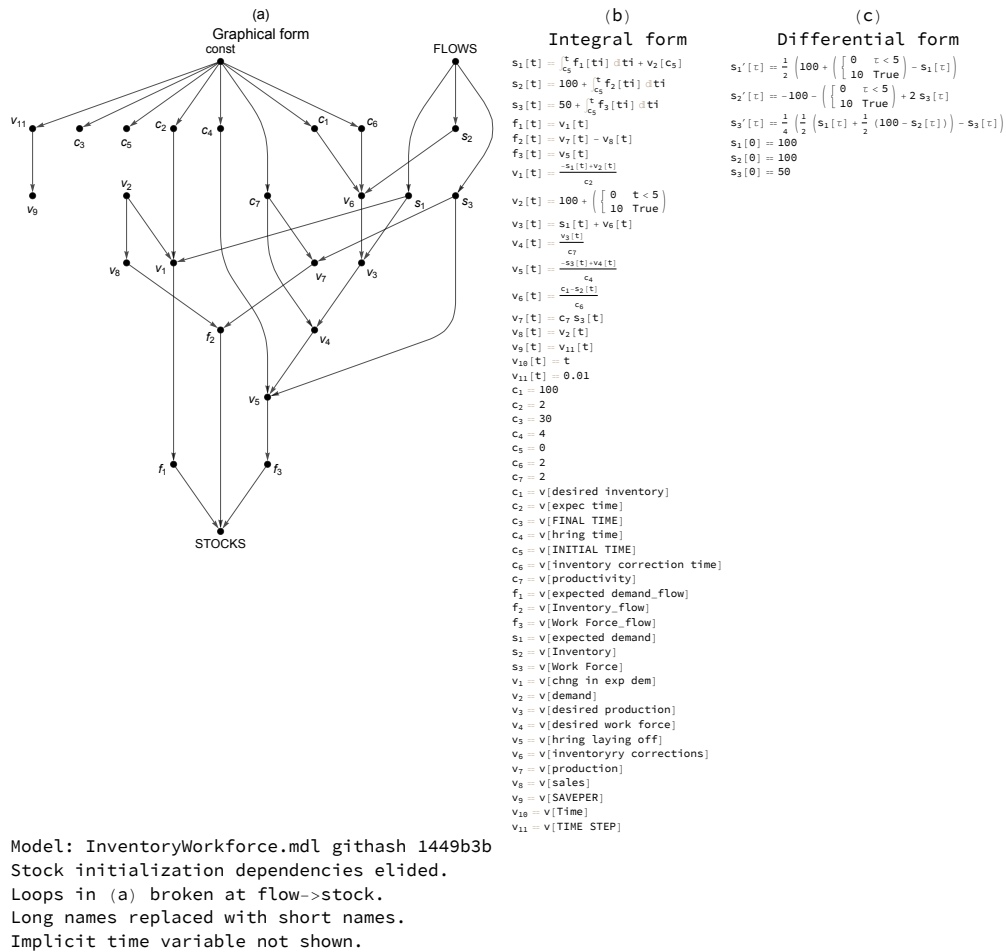 (a)
Graphical form
const
FLOWS
v₁₁
c₃
c₅
c₂
c₄
c₁
c₆
s₂
v₂
v₉
c₇
v₆
s₁
s₃
v₈
v₁
v₇
v₃
f₂
v₄
v₅
f₁
f₃
STOCKS
(b)
Integral form
s₁[t] = ∫_{c₅}^{t} f₁[ti] dti + v₂[c₅]
s₂[t] = 100 + ∫_{c₅}^{t} f₂[ti] dti
s₃[t] = 50 + ∫_{c₅}^{t} f₃[ti] dti
f₁[t] = v₁[t]
f₂[t] = v₇[t] - v₈[t]
f₃[t] = v₅[t]
v₁[t] = (-s₁[t]+v₂[t])/c₂
v₂[t] = 100 + ({ 0 t < 5
10 True)
v₃[t] = s₁[t] + v₆[t]
v₄[t] = v₃[t]/c₇
v₅[t] = (-s₃[t]+v₄[t])/c₄
v₆[t] = (c₁-s₂[t])/c₆
v₇[t] = c₇ s₃[t]
v₈[t] = v₂[t]
v₉[t] = v₁₁[t]
v₁₀[t] = t
v₁₁[t] = 0.01
c₁ = 100
c₂ = 2
c₃ = 30
c₄ = 4
c₅ = 0
c₆ = 2
c₇ = 2
c₁ = v[desired inventory]
c₂ = v[expec time]
c₃ = v[FINAL TIME]
c₄ = v[hring time]
c₅ = v[INITIAL TIME]
c₆ = v[inventory correction time]
c₇ = v[productivity]
f₁ = v[expected demand_flow]
f₂ = v[Inventory_flow]
f₃ = v[Work Force_flow]
s₁ = v[expected demand]
s₂ = v[Inventory]
s₃ = v[Work Force]
v₁ = v[chng in exp dem]
v₂ = v[demand]
v₃ = v[desired production]
v₄ = v[desired work force]
v₅ = v[hring laying off]
v₆ = v[inventoryry corrections]
v₇ = v[production]
v₈ = v[sales]
v₉ = v[SAVEPER]
v₁₀ = v[Time]
v₁₁ = v[TIME STEP]
(c)
Differential form
s₁′[τ] == 1/2 (100 + ({ 0 τ < 5
10 True) - s₁[τ])
s₂′[τ] == -100 - ({ 0 τ < 5
10 True) + 2 s₃[τ]
s₃′[τ] == 1/4 (1/2 (s₁[τ] + 1/2 (100 - s₂[τ])) - s₃[τ])
s₁[0] == 100
s₂[0] == 100
s₃[0] == 50
Model: InventoryWorkforce.mdl githash 1449b3b
Stock initialization dependencies elided.
Loops in (a) broken at flow->stock.
Long names replaced with short names.
Implicit time variable not shown.